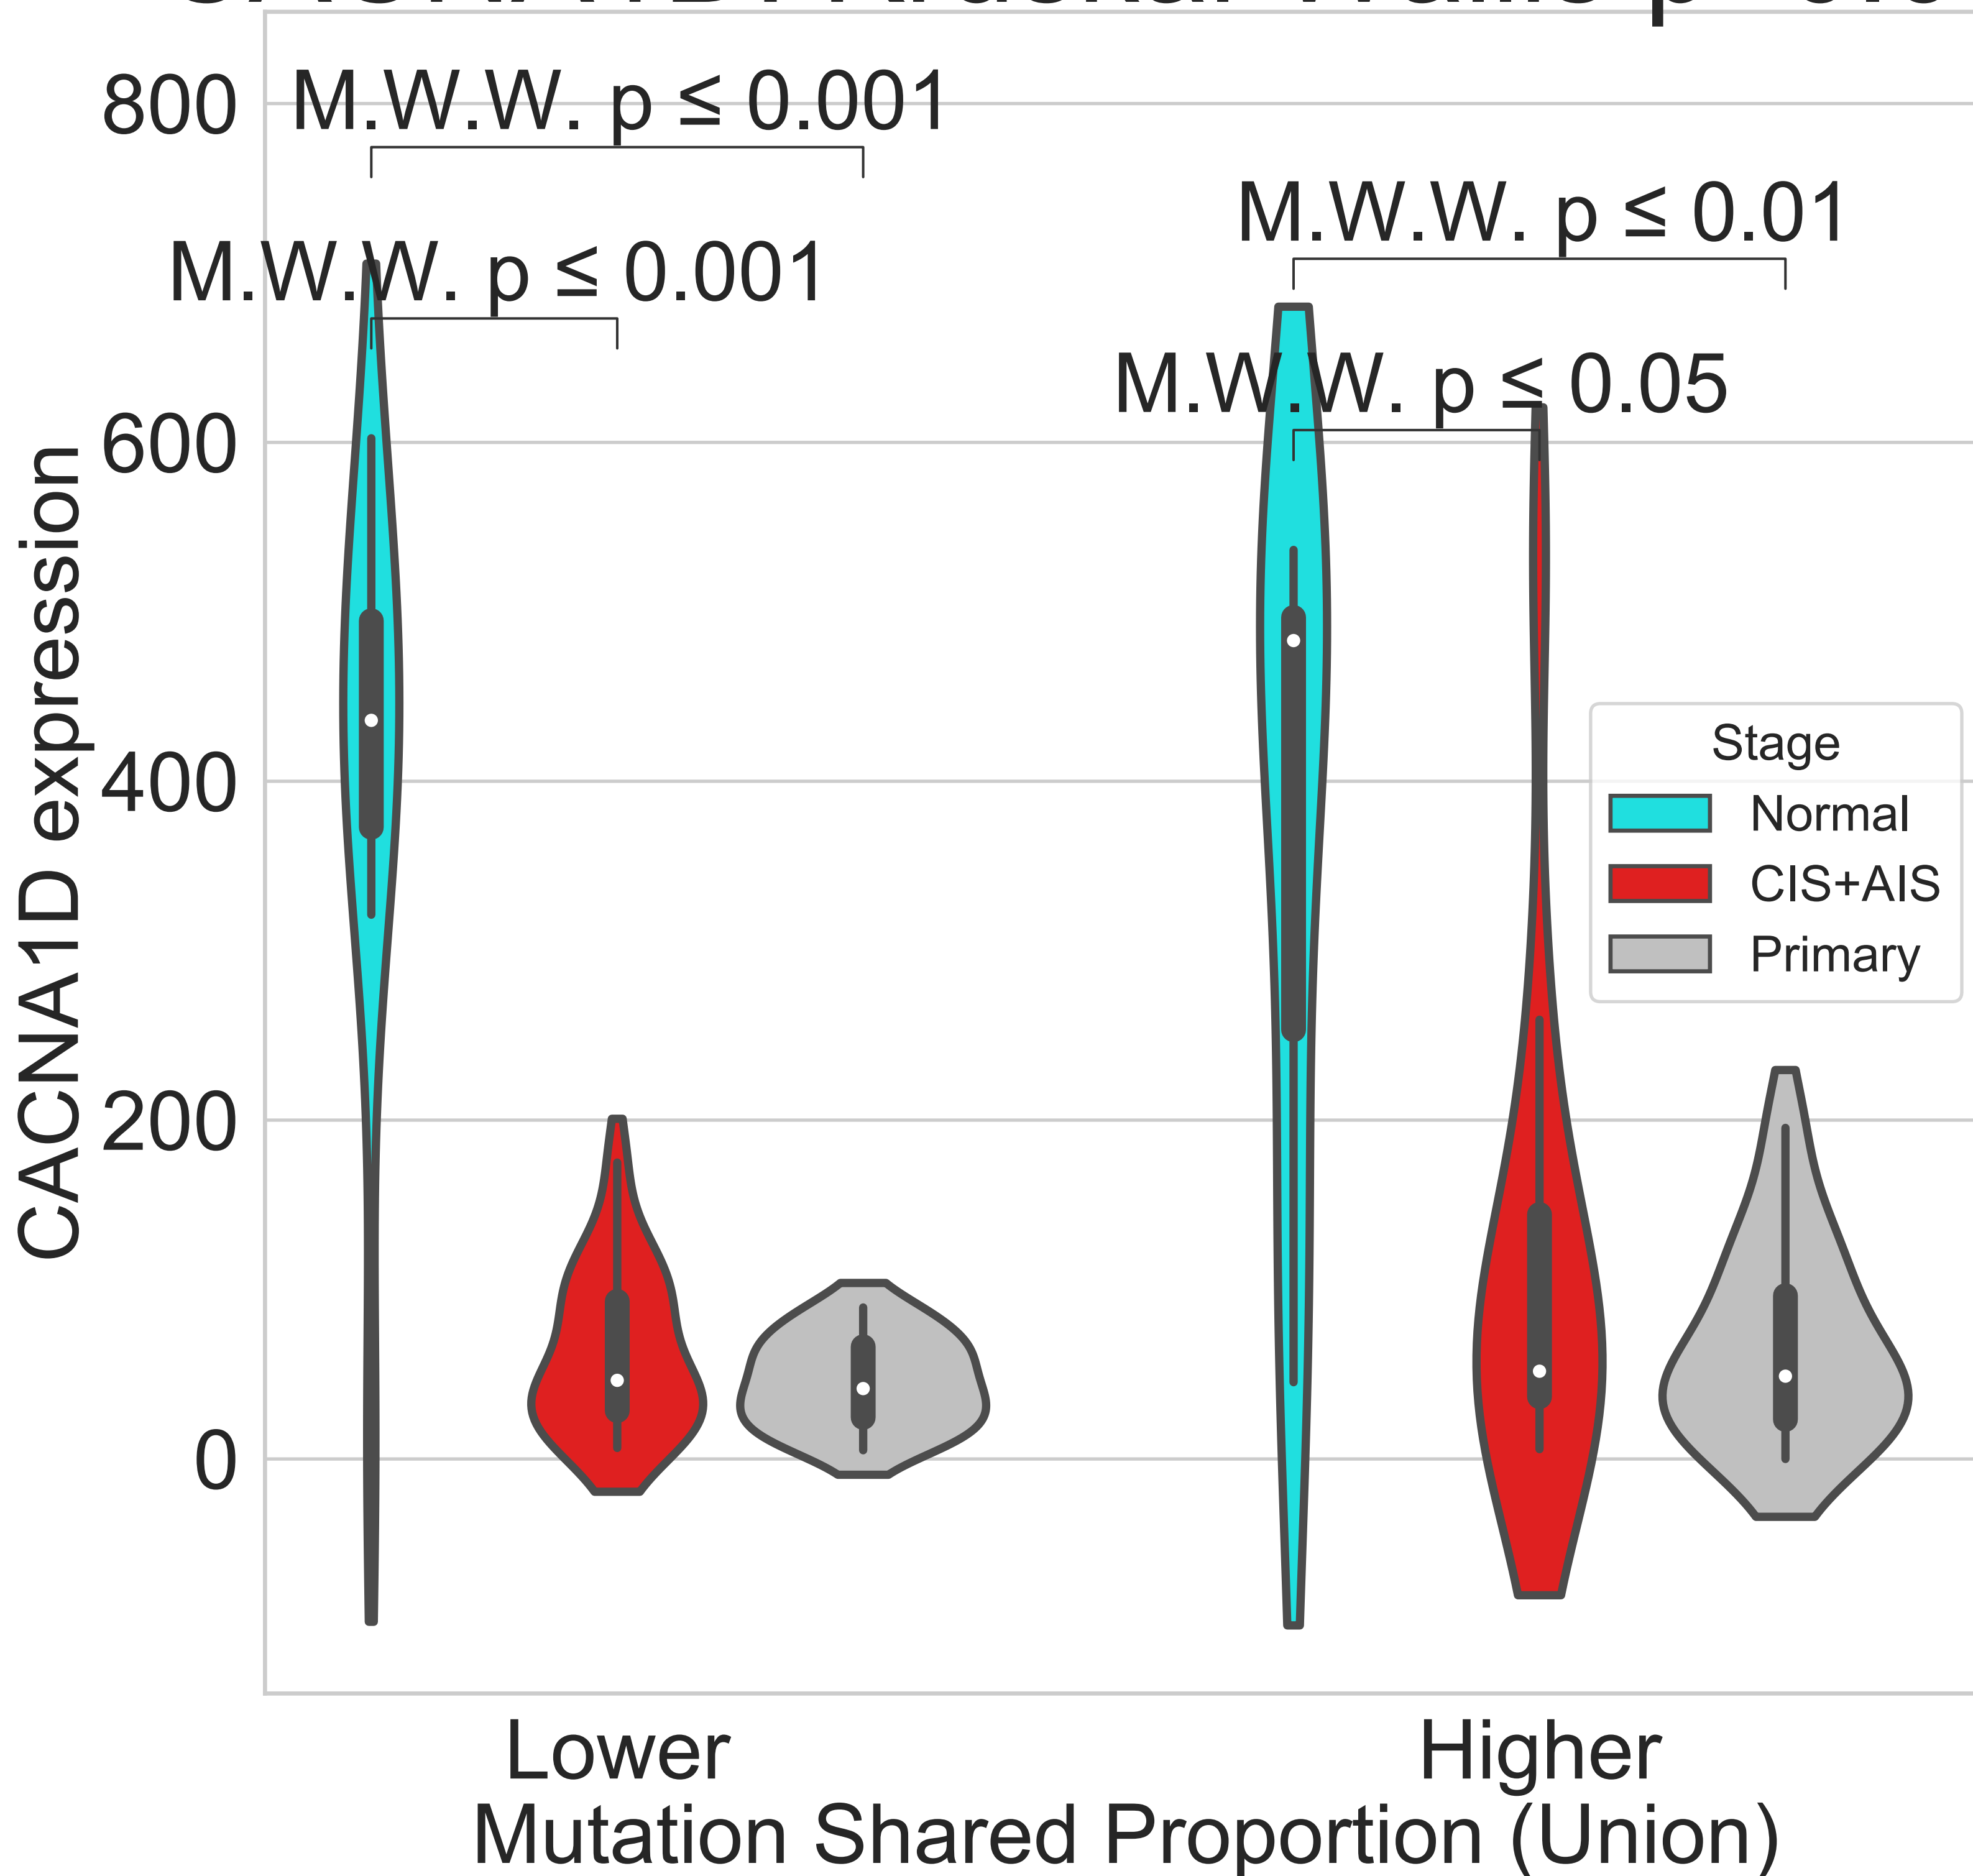 800
M.W.W. p ≤ 0.001
M.W.W. p ≤ 0.01
M.W.W. p ≤ 0.001
M.W.W. p ≤ 0.05
600
400
200
0
CACNA1D expression
Stage
Normal
CIS+AIS
Primary
Lower
Higher
Mutation Shared Proportion (Union)